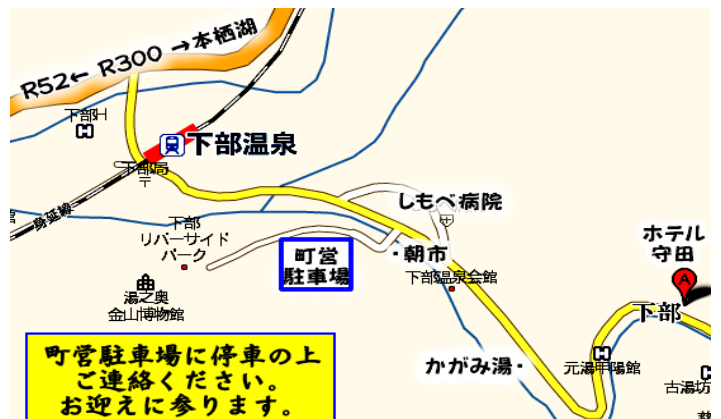 R52← R300 →本栖湖
下部H
下部温泉
下部局
身延線
館
しもべ病院
下部
リバーサイド
パーク
町営
駐車場
・朝市
下部温泉会館
ホテル
守田
A
下部
湯之奥
金山博物館
かがみ湯・
元湯甲陽館
古湯坊
町営駐車場に停車の上
ご連絡ください。
お迎えに参ります。